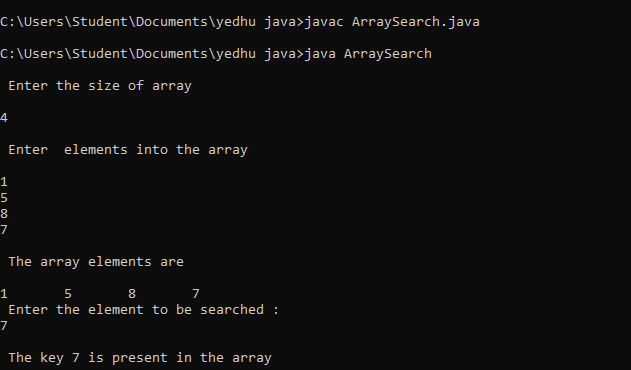 C:\Users\Student\Documents\yedhu java>javac ArraySearch.java
C:\Users\Student\Documents\yedhu java>java ArraySearch
Enter the size of array
4
Enter  elements into the array
1
5
8
7
The array elements are
1       5       8       7
Enter the element to be searched :
7
The key 7 is present in the array